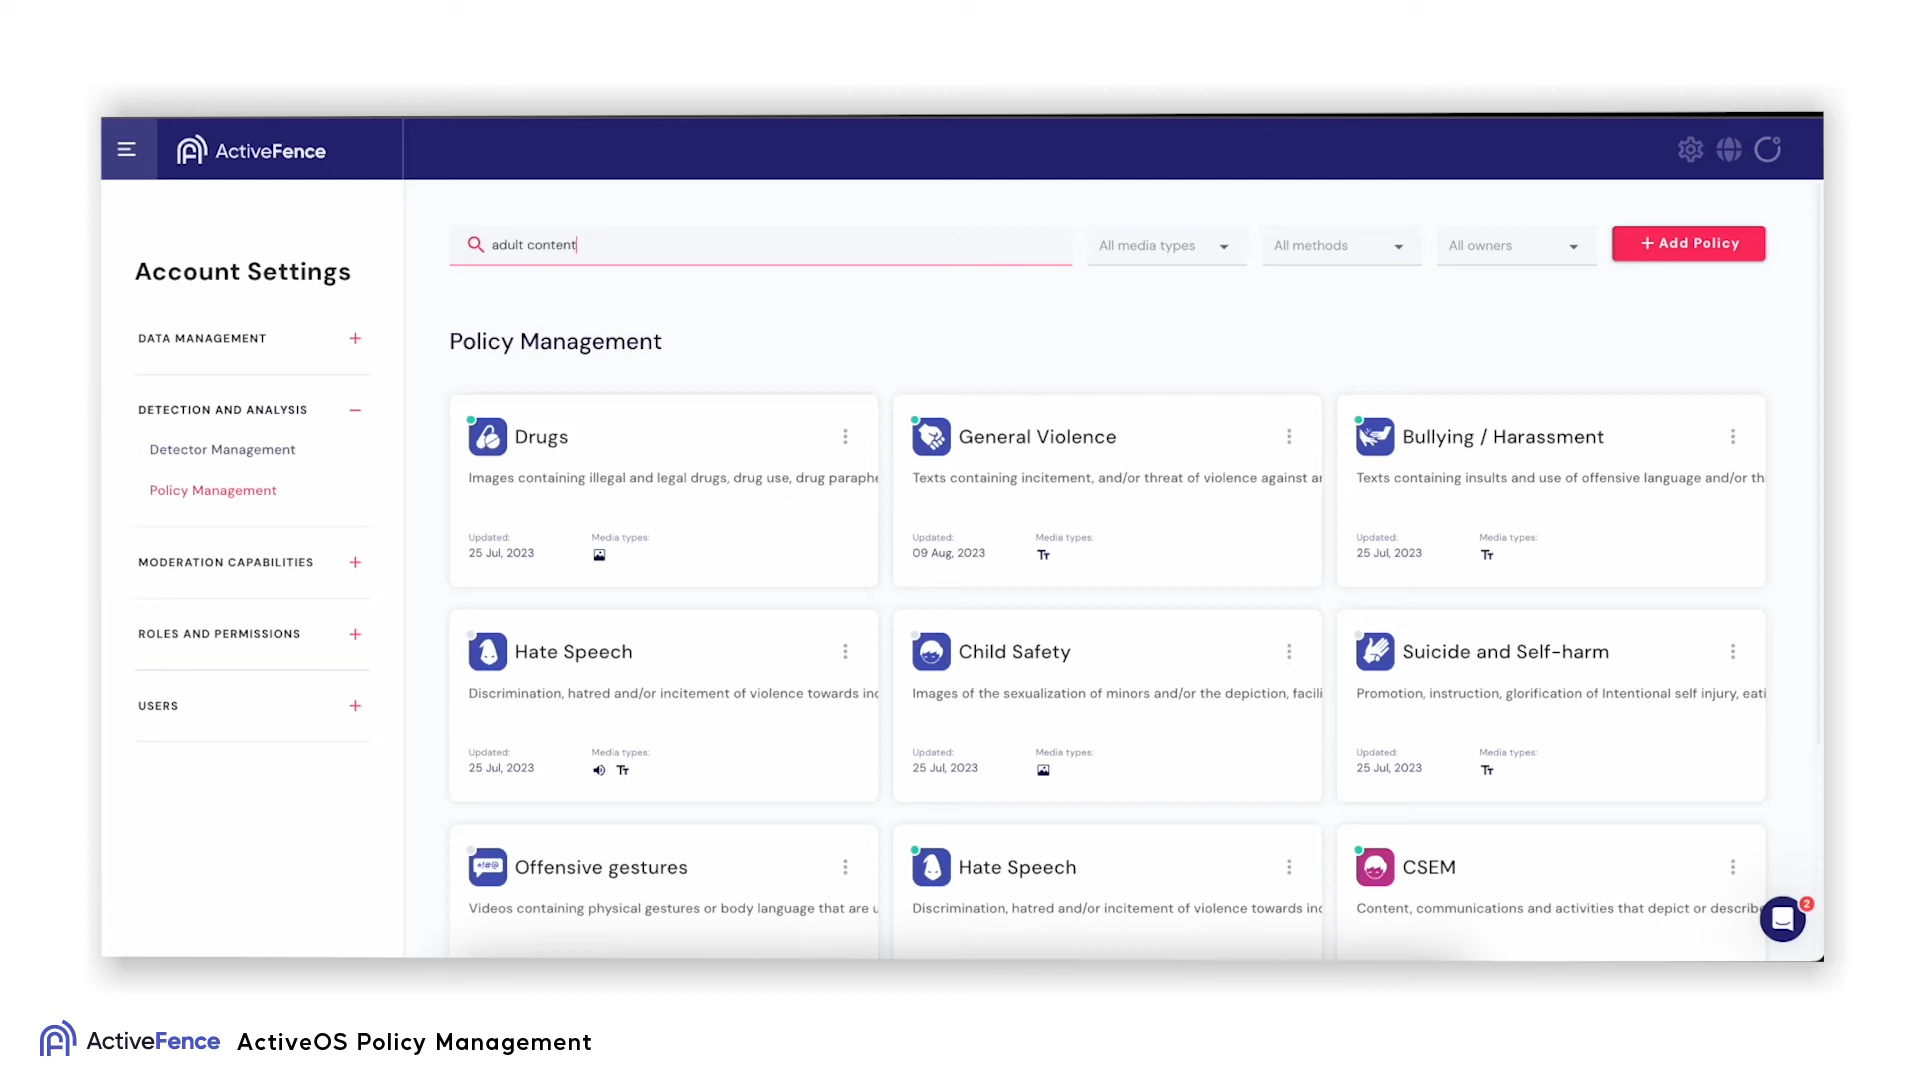 ActiveFence
Account Settings
DATA MANAGEMENT
DETECTION AND ANALYSIS
Detector Management
Policy Management
MODERATION CAPABILITIES
ROLES AND PERMISSIONS
USERS
adult content
All media types
All methods
All owners
+ Add Policy
Policy Management
Drugs
Images containing illegal and legal drugs, drug use, drug paraphe
Updated:
25 Jul, 2023
Media types:
General Violence
Texts containing incitement, and/or threat of violence against ar
Updated:
09 Aug, 2023
Media types:
Tт
Bullying / Harassment
Texts containing insults and use of offensive language and/or th
Updated:
25 Jul, 2023
Media types:
Tт
Hate Speech
Discrimination, hatred and/or incitement of violence towards inc
Updated:
25 Jul, 2023
Media types:
Tт
Child Safety
Images of the sexualization of minors and/or the depiction, facili
Updated:
25 Jul, 2023
Media types:
Suicide and Self-harm
Promotion, instruction, glorification of Intentional self injury, eati
Updated:
25 Jul, 2023
Media types:
Tт
*!#@
Offensive gestures
Videos containing physical gestures or body language that are u
Hate Speech
Discrimination, hatred and/or incitement of violence towards inc
CSEM
Content, communications and activities that depict or describe
2
ActiveFence ActiveOS Policy Management